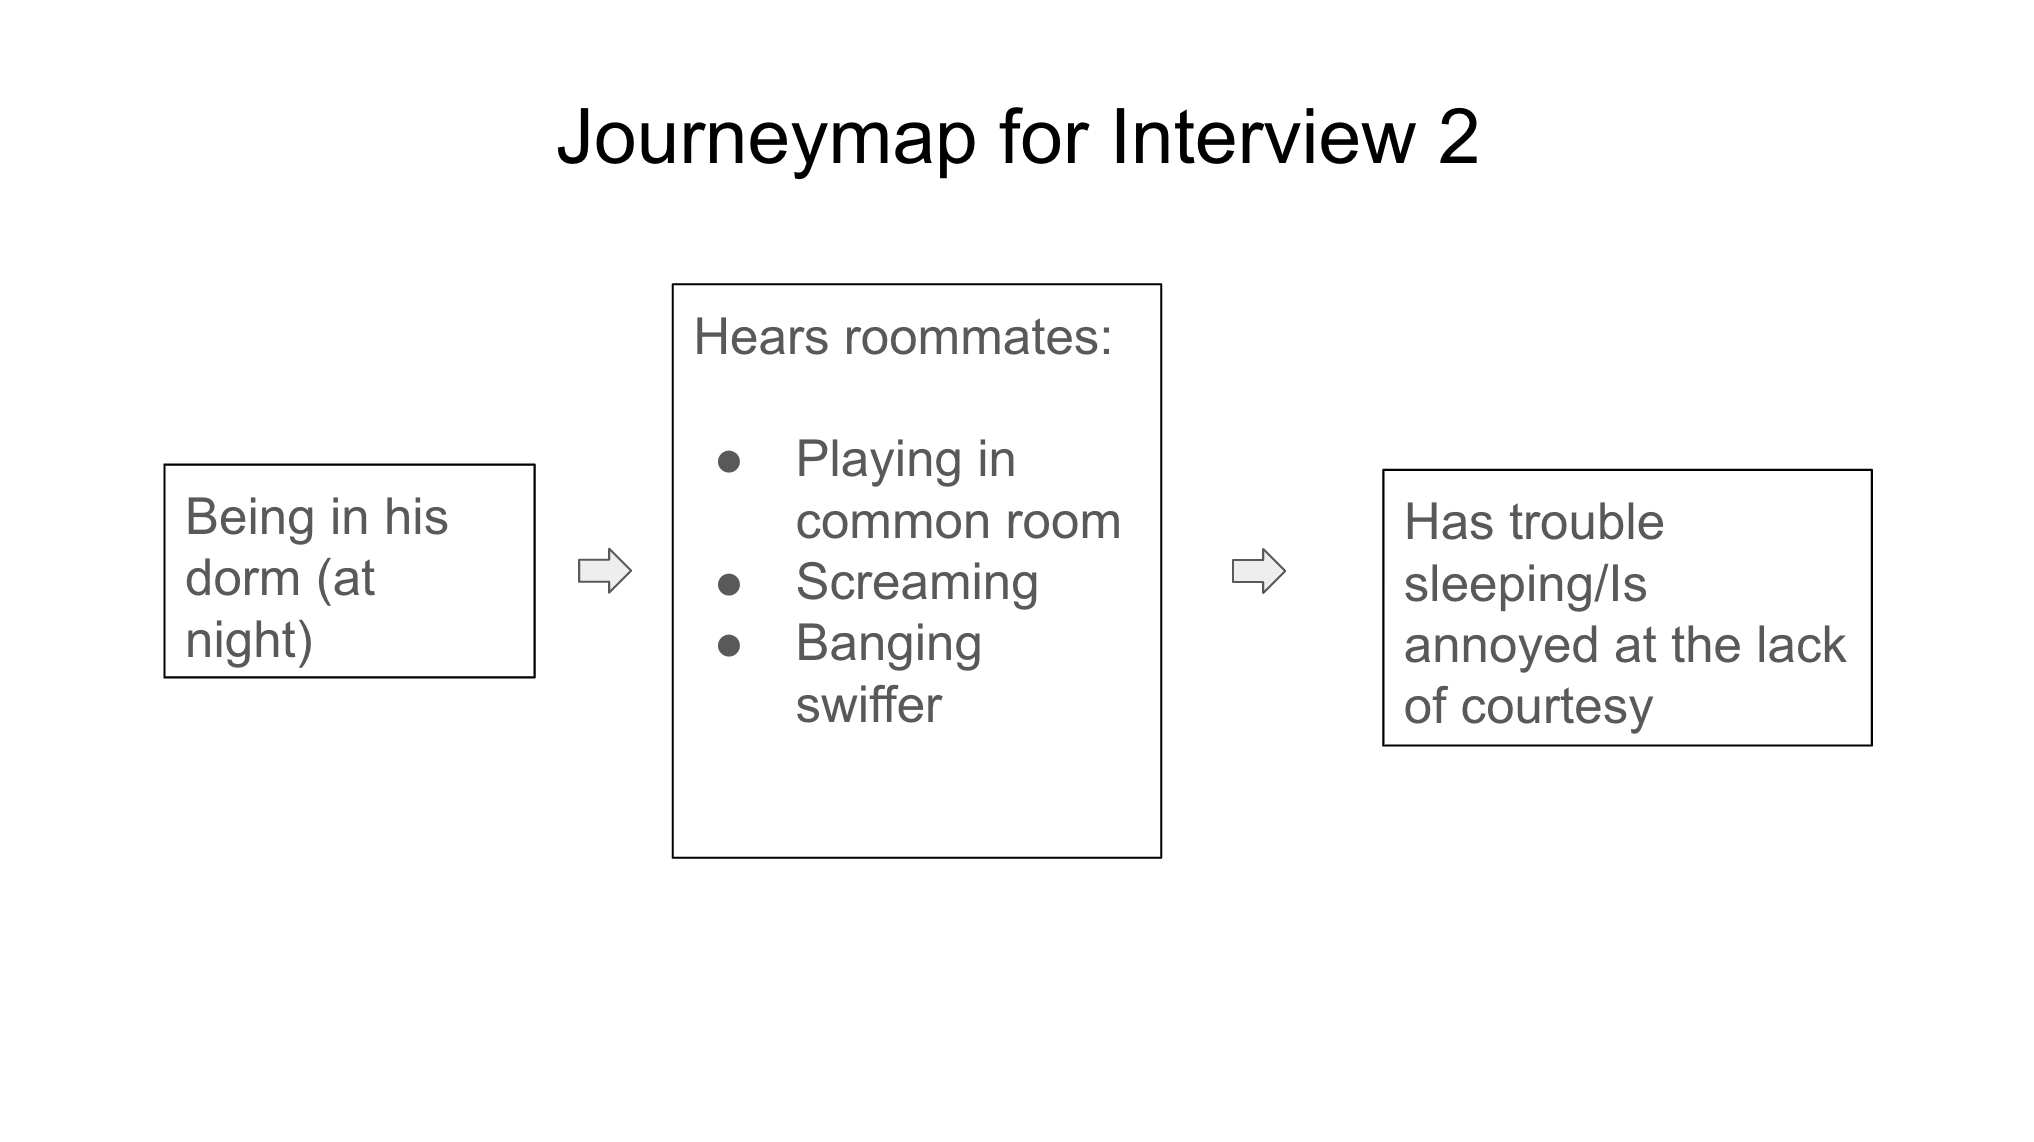 Journeymap for Interview 2
Being in his
dorm (at
night)
Hears roommates:
● Playing in
common room
● Screaming
● Banging
swiffer
Has trouble
sleeping/Is
annoyed at the lack
of courtesy